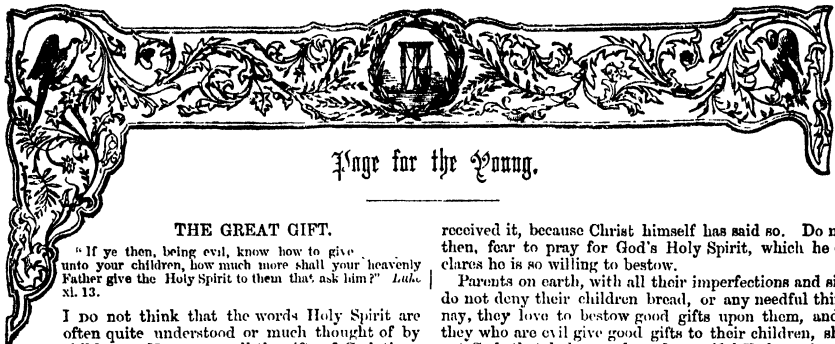 Page for the Young.
THE GREAT GIFT.
"If ye then, being evil, know how to give
unto your children, how much more shall your heavenly
Father give the Holy Spirit to them that ask him?" Luke
xi. 13.
I DO not think that the words Holy Spirit are
often quite understood or much thought of by
received it, because Christ himself has said so. Do
then, fear to pray for God's Holy Spirit, which he
clares he is so willing to bestow.
Parents on earth, with all their imperfections and
do not deny their children bread, or any needful
nay, they love to bestow good gifts upon them, and
they who are evil give good gifts to their children,